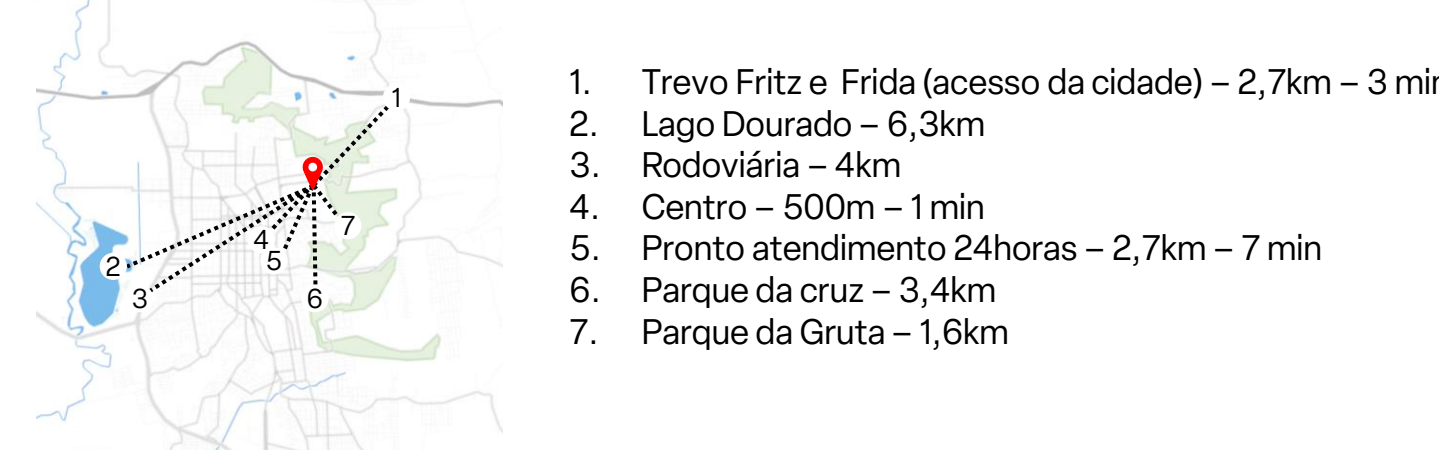 1
2
3
4
5
6
7
1. Trevo Fritz e Frida (acesso da cidade) – 2,7km – 3 min
2. Lago Dourado – 6,3km
3. Rodoviária – 4km
4. Centro – 500m – 1 min
5. Pronto atendimento 24horas – 2,7km – 7 min
6. Parque da cruz – 3,4km
7. Parque da Gruta – 1,6km